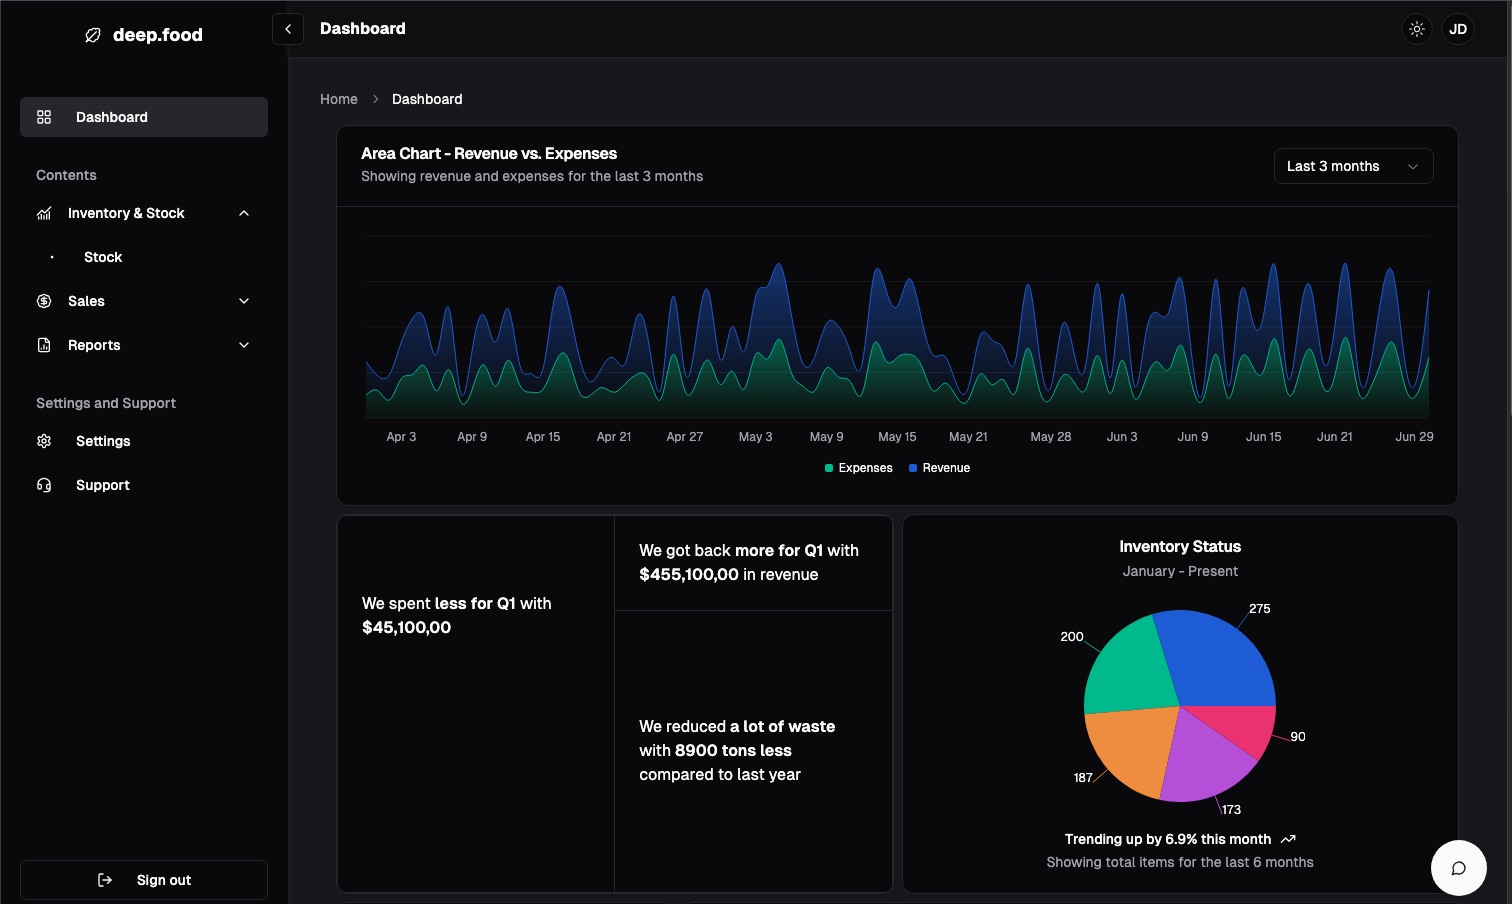 deep.food
Dashboard
JD
Dashboard
Contents
Inventory & Stock
Stock
Sales
Reports
Settings and Support
Settings
Support
Sign out
Home > Dashboard
Area Chart - Revenue vs. Expenses
Showing revenue and expenses for the last 3 months
Last 3 months
Apr 3 Apr 9 Apr 15 Apr 21 Apr 27 May 3 May 9 May 15 May 21 May 28 Jun 3 Jun 9 Jun 15 Jun 21 Jun 29
Expenses Revenue
We spent less for Q1 with
$45,100,00
We got back more for Q1 with
$455,100,00 in revenue
We reduced a lot of waste
with 8900 tons less
compared to last year
Inventory Status
January - Present
275
200
90
187
173
Trending up by 6.9% this month
Showing total items for the last 6 months